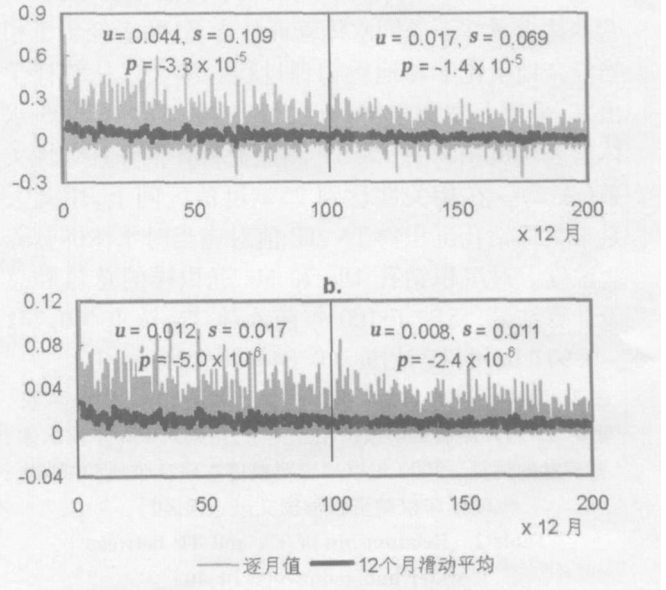 0.9
u= 0.044, s = 0.109
u= 0.017, s = 0.069
0.6
p = -3.3 x 10⁻⁵
p = -1.4 x 10⁻⁵
0.3
0
-0.3
0 50 100 150 200
x 12 月
b.
0.12
u= 0.012, s = 0.017
u= 0.008, s = 0.011
0.08
p = -5.0 x 10⁻⁶
p = -2.4 x 10⁻⁶
0.04
0
-0.04
0 50 100 150 200
x 12 月
逐月值 12个月滑动平均